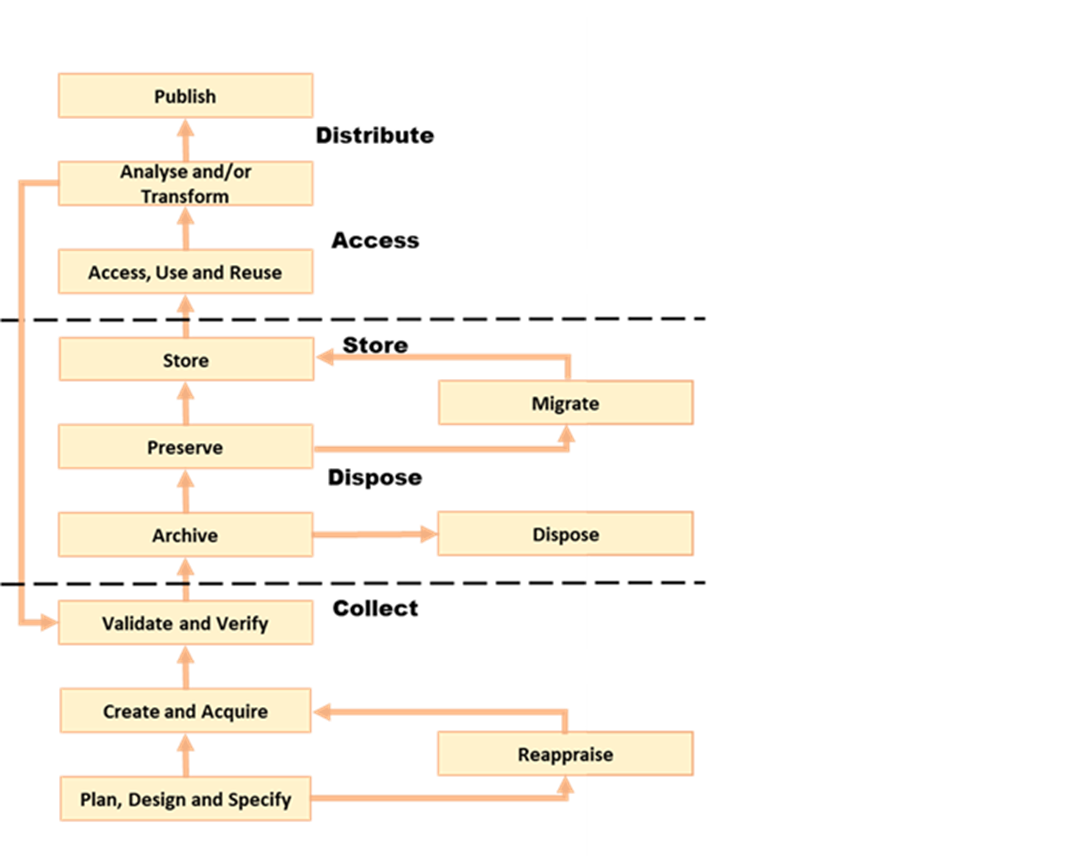 Publish
Distribute
Analyse and/or
Transform
Access
Access, Use and Reuse
Store
Store
Migrate
Preserve
Dispose
Archive
Dispose
Collect
Validate and Verify
Create and Acquire
Reappraise
Plan, Design and Specify